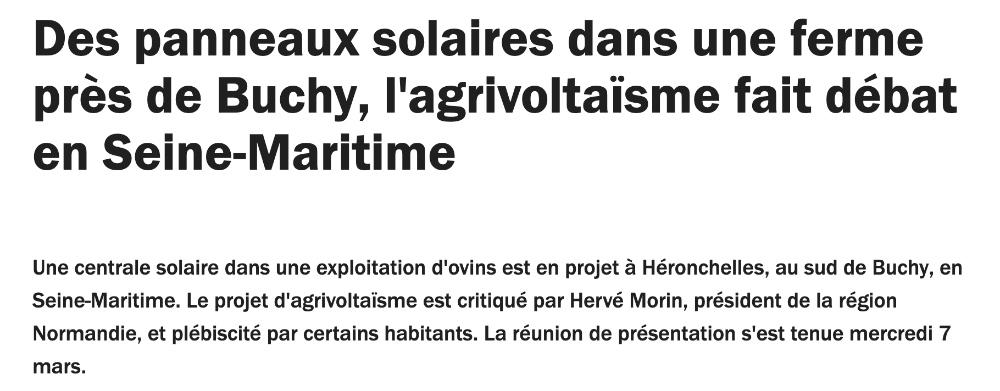 Des panneaux solaires dans une ferme
près de Buchy, l'agrivoltaïsme fait débat
en Seine-Maritime
Une centrale solaire dans une exploitation d'ovins est en projet à Héronchelles, au sud de Buchy, en
Seine-Maritime. Le projet d'agrivoltaïsme est critiqué par Hervé Morin, président de la région
Normandie, et plébiscité par certains habitants. La réunion de présentation s'est tenue mercredi 7
mars.